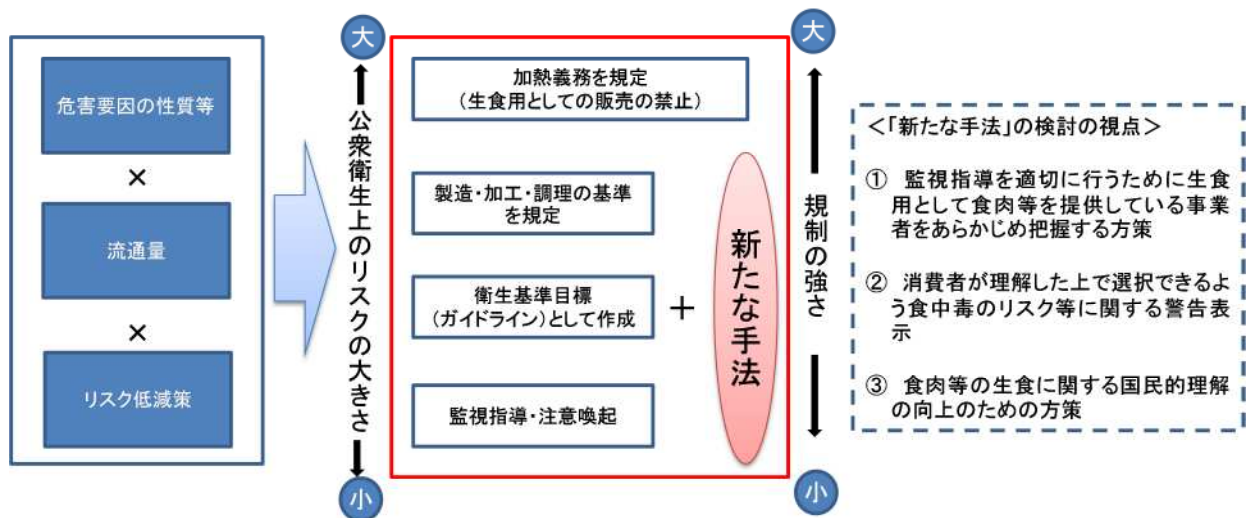 危害要因の性質等
×
流通量
×
リスク低減策
大
公衆衛生上のリスクの大きさ
小
加熱義務を規定
(生食用としての販売の禁止)
製造・加工・調理の基準
を規定
衛生基準目標
(ガイドライン)として作成
監視指導・注意喚起
+
新たな手法
大
規制の強さ
小
<「新たな手法」の検討の視点>
① 監視指導を適切に行うために生食
用として食肉等を提供している事業
者をあらかじめ把握する方策
② 消費者が理解した上で選択できるよ
う食中毒のリスク等に関する警告表
示
③ 食肉等の生食に関する国民的理解
の向上のための方策